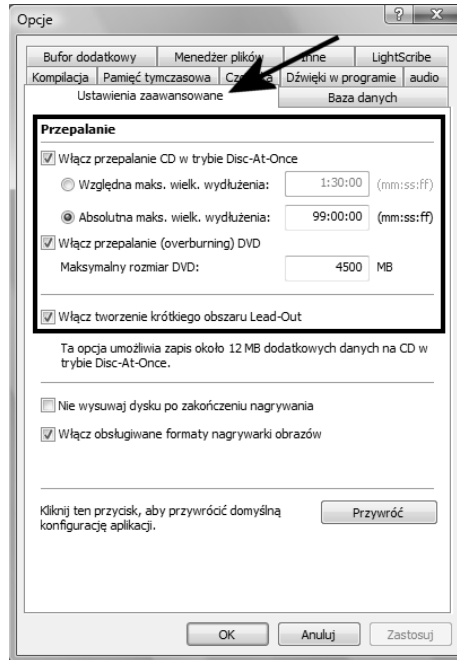 Opcje
Bufor dodatkowy Menedżer plików Inne LightScribe
Kompilacja Pamięć tymczasowa Dźwięki w programie audio
Ustawienia zaawansowane Baza danych
Przepalanie
Włącz przepalanie CD w trybie Disc-At-Once
Względna maks. wielk. wydłużenia: 1:30:00 (mm:ss:ff)
Absolutna maks. wielk. wydłużenia: 99:00:00 (mm:ss:ff)
Włącz przepalanie (overburning) DVD
Maksymalny rozmiar DVD: 4500 MB
Włącz tworzenie krótkiego obszaru Lead-Out
Ta opcja umożliwia zapis około 12 MB dodatkowych danych na CD w
trybie Disc-At-Once.
Nie wysuwaj dysku po zakończeniu nagrywania
Włącz obsługiwane formaty nagrywarki obrazów
Kliknij ten przycisk, aby przywrócić domyślną
konfigurację aplikacji.
Przywróć
OK Anuluj Zastosuj